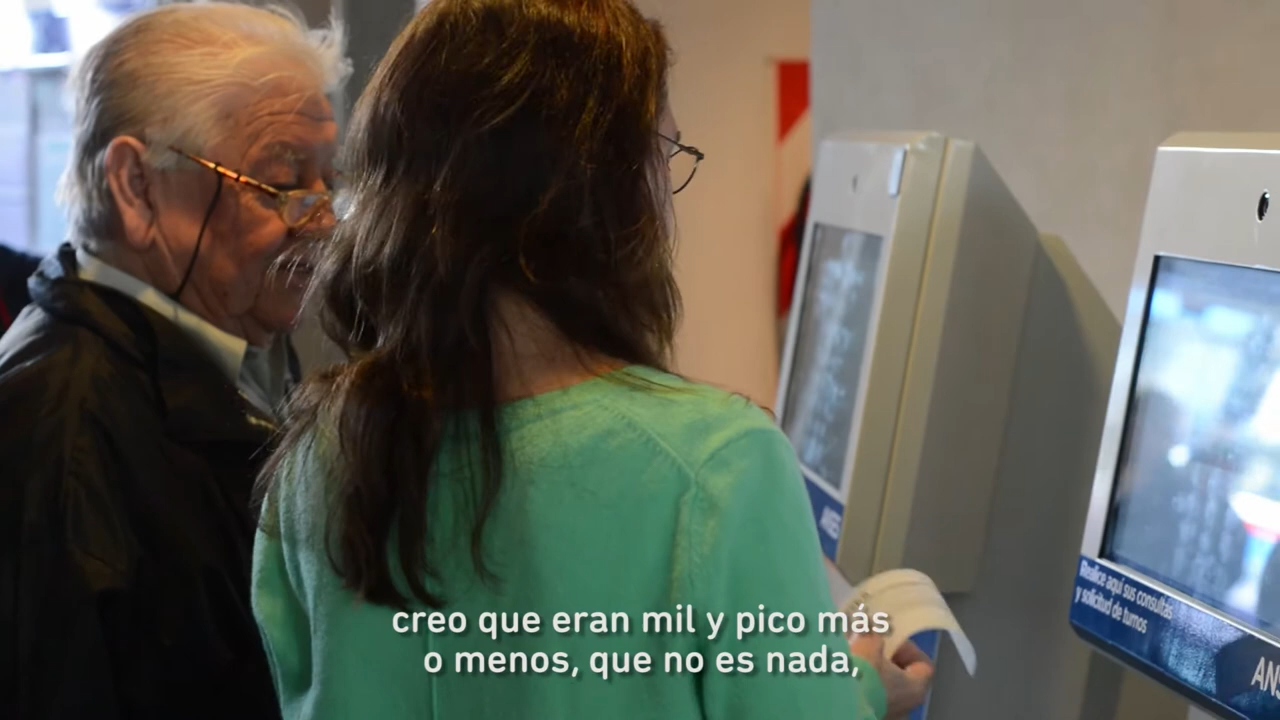 ANSES
Realice aquí sus consultas
y solicitud de turnos
ANS
creo que eran mil y pico más
o menos, que no es nada,